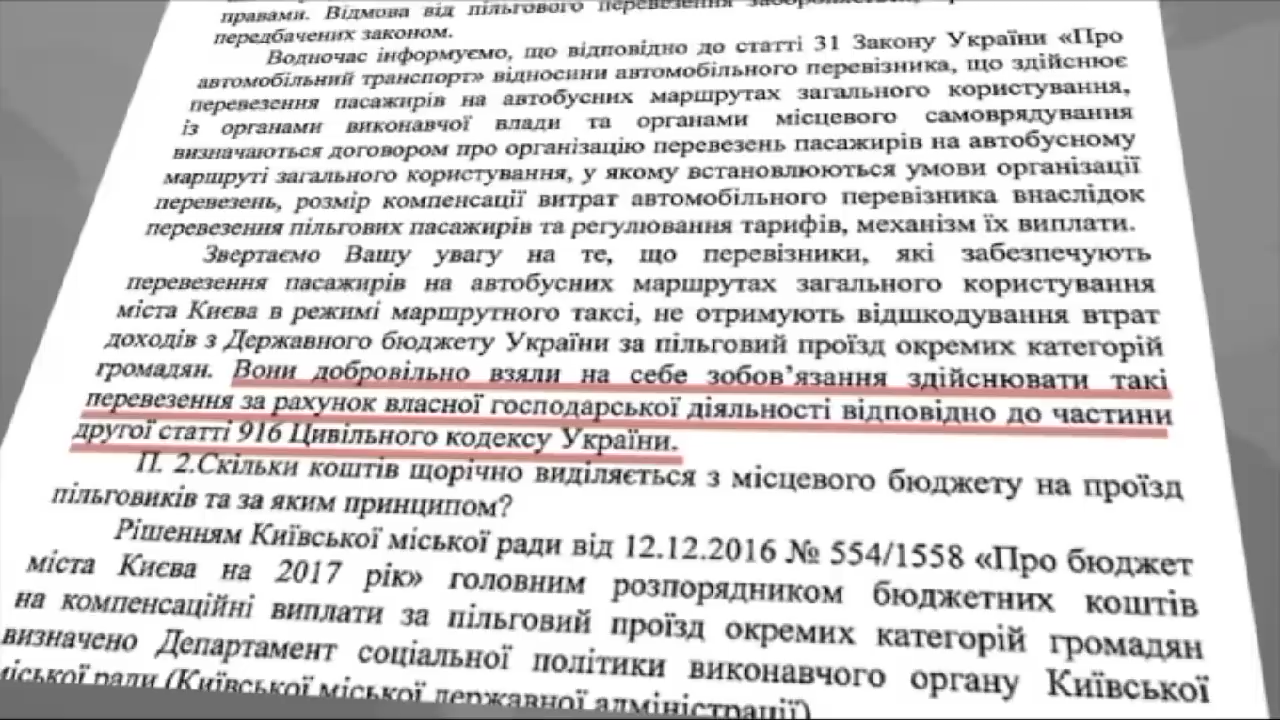 правами. Відмова від пільгового перевезення
передбачених законом.
Водночас інформуємо, що відповідно до статті 31 Закону України «Про
автомобільний транспорт» відносини автомобільного перевізника, що здійснює
перевезення пасажирів на автобусних маршрутах загального користування,
із органами виконавчої влади та органами місцевого самоврядування
визначаються договором про організацію перевезень пасажирів на автобусному
маршруті загального користування, у якому встановлюються умови організації
перевезень, розмір компенсації витрат автомобільного перевізника внаслідок
перевезення пільгових пасажирів та регулювання тарифів, механізм їх виплати.
Звертаємо Вашу увагу на те, що перевізники, які забезпечують
перевезення пасажирів на автобусних маршрутах загального користування
міста Києва в режимі маршрутного таксі, не отримують відшкодування втрат
доходів з Державного бюджету України за пільговий проїзд окремих категорій
громадян. Вони добровільно взяли на себе зобов’язання здійснювати такі
перевезення за рахунок власної господарської діяльності відповідно до частини
другої статті 916 Цивільного кодексу України.
П. 2.Скільки коштів щорічно виділяється з місцевого бюджету на проїзд
пільговиків та за яким принципом?
Рішенням Київської міської ради від 12.12.2016 № 554/1558 «Про бюджет
міста Києва на 2017 рік» головним розпорядником бюджетних коштів
на компенсаційні виплати за пільговий проїзд окремих категорій громадян
визначено Департамент соціальної політики виконавчого органу Київської
міської ради (Київської міської державної адміністрації)